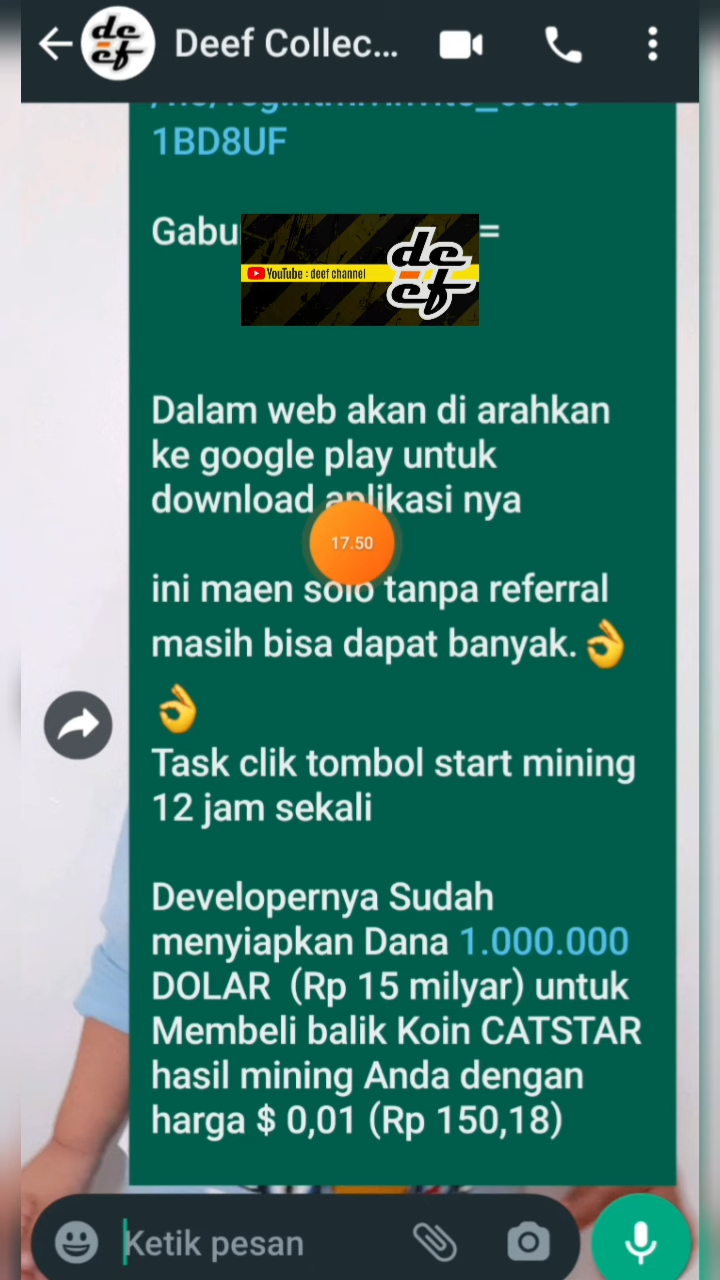 Deef Collec...
1BD8UF
Gabu =
YouTube : deef channel
de
ef
Dalam web akan di arahkan
ke google play untuk
download aplikasi nya
17.50
ini maen solo tanpa referral
masih bisa dapat banyak. 👌
👌
Task clik tombol start mining
12 jam sekali
Developernya Sudah
menyiapkan Dana 1.000.000
DOLAR (Rp 15 milyar) untuk
Membeli balik Koin CATSTAR
hasil mining Anda dengan
harga $ 0,01 (Rp 150,18)
Ketik pesan